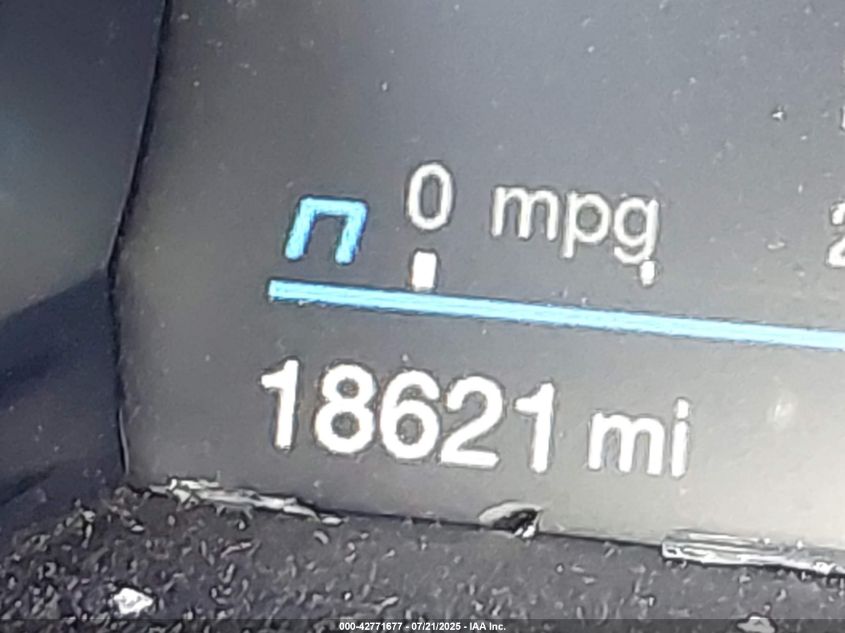 0 mpg
18621 mi
000-42771677 - 07/21/2025 - IAA Inc.